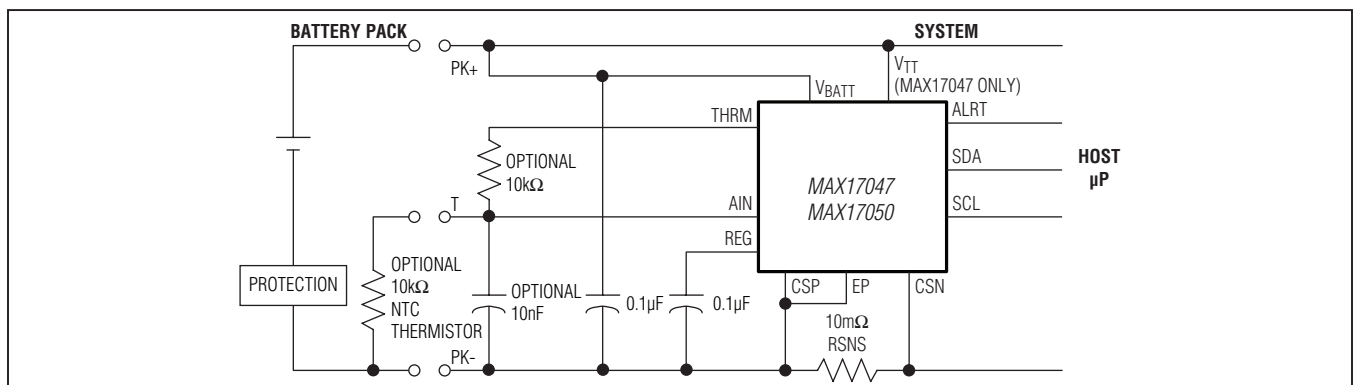 BATTERY PACK
SYSTEM
PK+
VTT
(MAX17047 ONLY)
VBATT
THRM
ALRT
OPTIONAL
10kΩ
SDA
HOST
µP
MAX17047
MAX17050
T
AIN
SCL
REG
PROTECTION
OPTIONAL
10kΩ
NTC
THERMISTOR
OPTIONAL
10nF
0.1µF
0.1µF
CSP
EP
CSN
10mΩ
RSNS
PK-